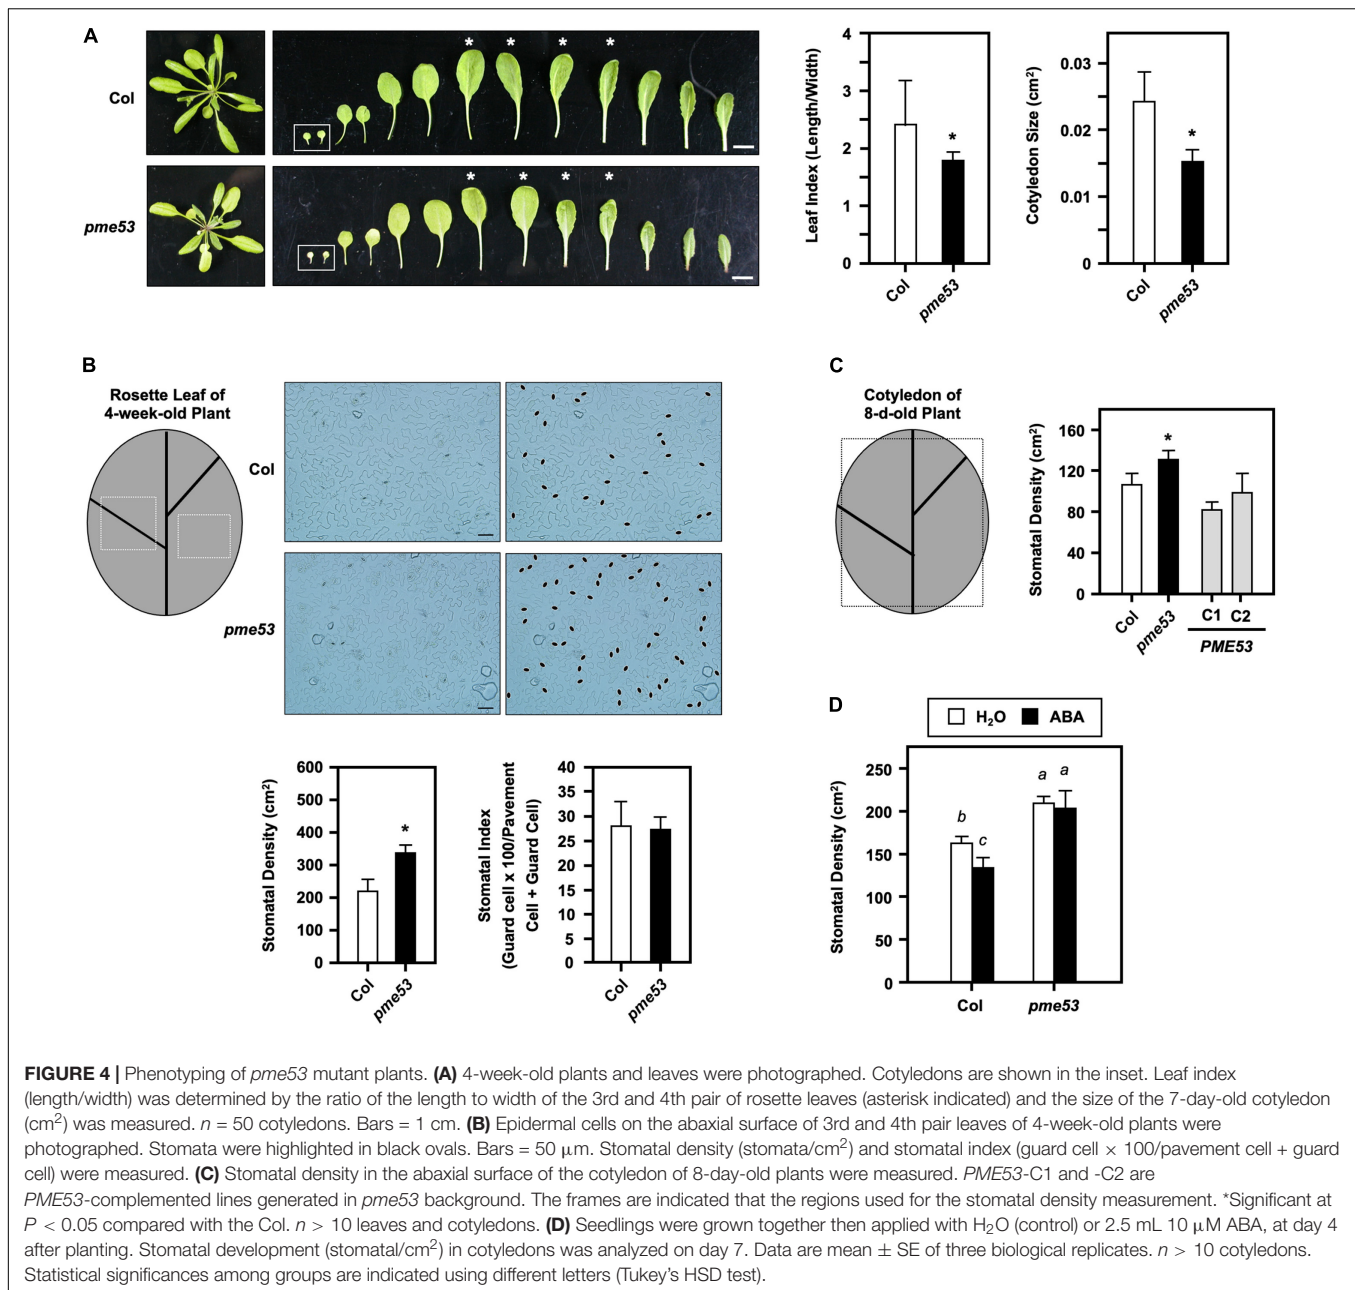 A
Col
pme53
* * * *
* * * *
Leaf Index (Length/Width)
4
3
2
1
0
*
Col
pme53
Cotyledon Size (cm²)
0.03
0.02
0.01
0
*
Col
pme53
B
Rosette Leaf of
4-week-old Plant
Col
pme53
Stomatal Density (cm²)
600
500
400
300
200
100
0
*
Col
pme53
Stomatal Index
(Guard cell x 100/Pavement
Cell + Guard Cell)
40
35
30
25
20
15
10
5
0
Col
pme53
C
Cotyledon of
8-d-old Plant
Stomatal Density (cm²)
160
120
80
40
0
*
Col
pme53
C1 C2
PME53
D
H₂O ABA
Stomatal Density (cm²)
250
200
150
100
50
0
b
c
a a
Col pme53
FIGURE 4 | Phenotyping of pme53 mutant plants. (A) 4-week-old plants and leaves were photographed. Cotyledons are shown in the inset. Leaf index
(length/width) was determined by the ratio of the length to width of the 3rd and 4th pair of rosette leaves (asterisk indicated) and the size of the 7-day-old cotyledon
(cm²) was measured. n = 50 cotyledons. Bars = 1 cm. (B) Epidermal cells on the abaxial surface of 3rd and 4th pair leaves of 4-week-old plants were
photographed. Stomata were highlighted in black ovals. Bars = 50 μm. Stomatal density (stomata/cm²) and stomatal index (guard cell × 100/pavement cell + guard
cell) were measured. (C) Stomatal density in the abaxial surface of the cotyledon of 8-day-old plants were measured. PME53-C1 and -C2 are
PME53-complemented lines generated in pme53 background. The frames are indicated that the regions used for the stomatal density measurement. *Significant at
P < 0.05 compared with the Col. n > 10 leaves and cotyledons. (D) Seedlings were grown together then applied with H₂O (control) or 2.5 mL 10 μM ABA, at day 4
after planting. Stomatal development (stomatal/cm²) in cotyledons was analyzed on day 7. Data are mean ± SE of three biological replicates. n > 10 cotyledons.
Statistical significances among groups are indicated using different letters (Tukey's HSD test).